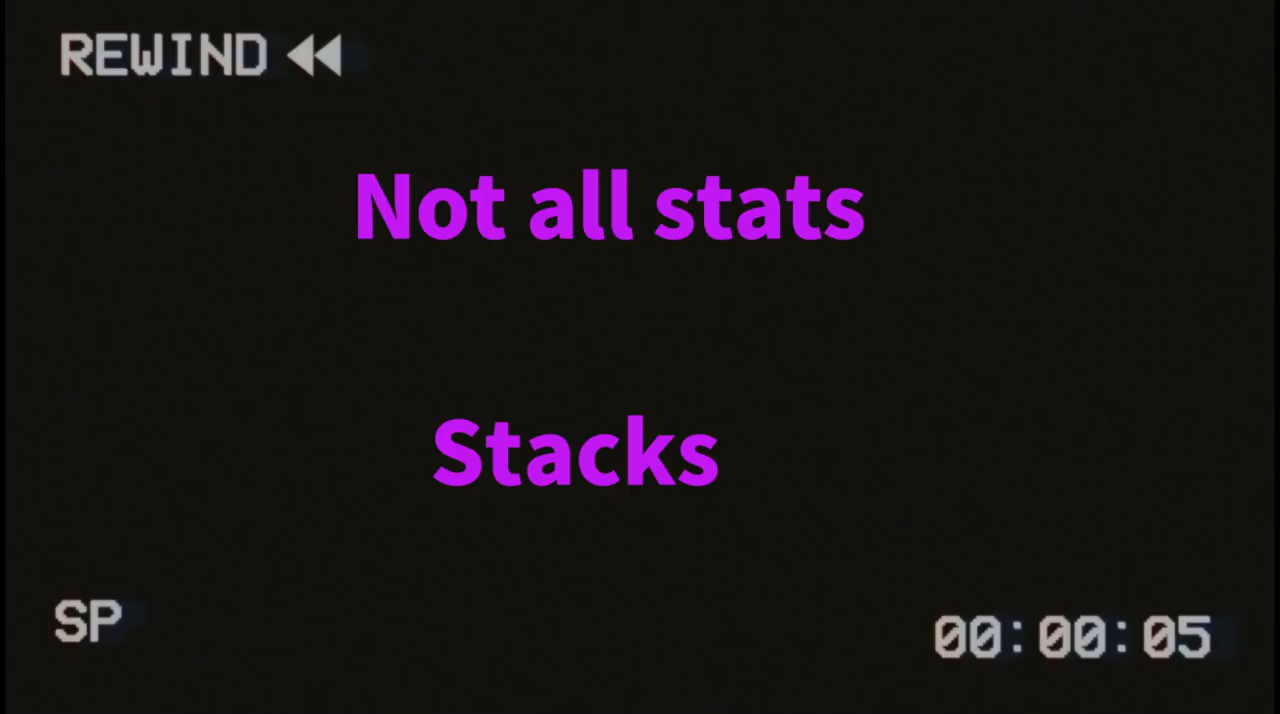 REWIND ◀◀
Not all stats
Stacks
SP
00:00:05